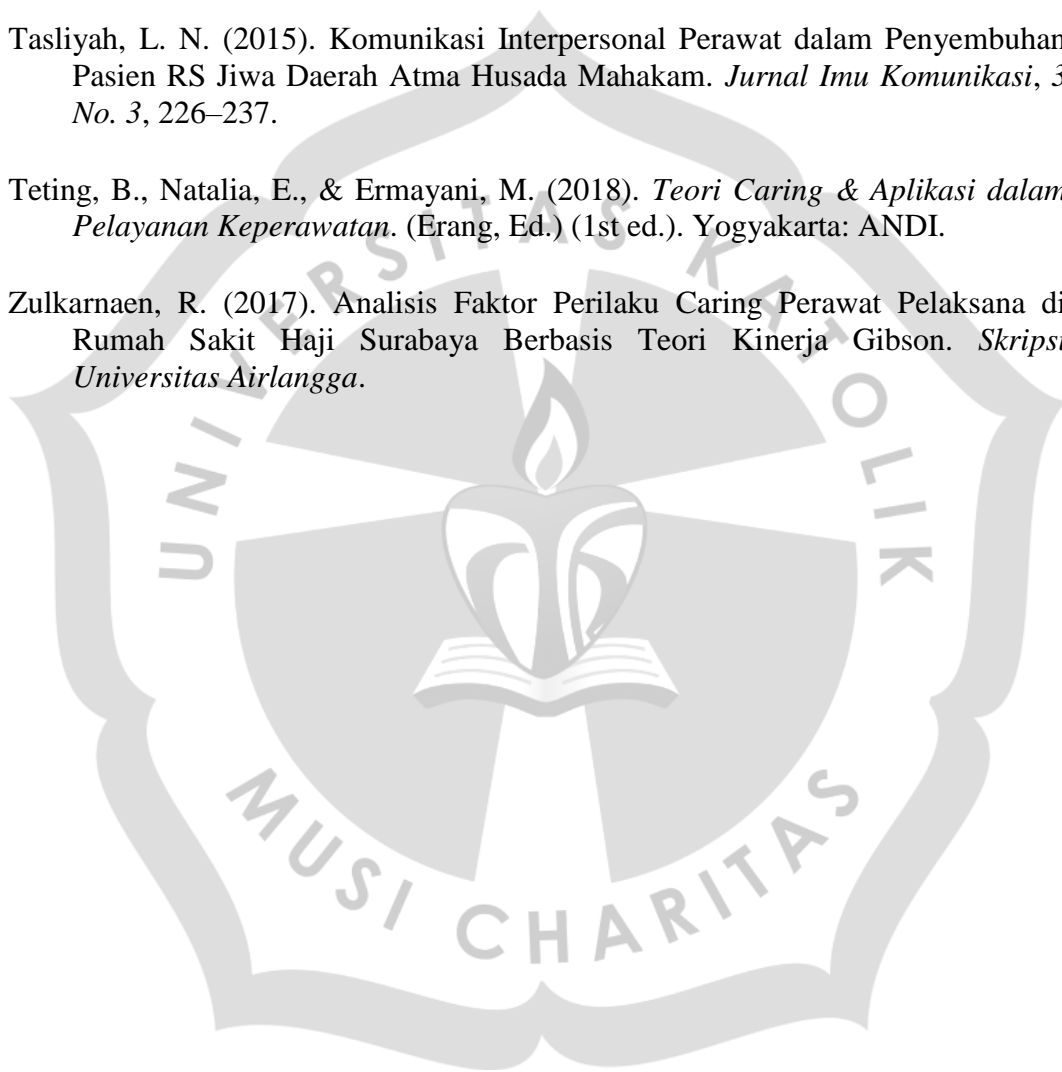 Tasliyah, L. N. (2015). Komunikasi Interpersonal Perawat dalam Penyembuhan
Pasien RS Jiwa Daerah Atma Husada Mahakam. Jurnal Imu Komunikasi, 3
No. 3, 226–237.
Teting, B., Natalia, E., & Ermayani, M. (2018). Teori Caring & Aplikasi dalam
Pelayanan Keperawatan. (Erang, Ed.) (1st ed.). Yogyakarta: ANDI.
Zulkarnaen, R. (2017). Analisis Faktor Perilaku Caring Perawat Pelaksana di
Rumah Sakit Haji Surabaya Berbasis Teori Kinerja Gibson. Skripsi
Universitas Airlangga.
UNIVERSITAS KATOLIK
MUSI CHARITAS